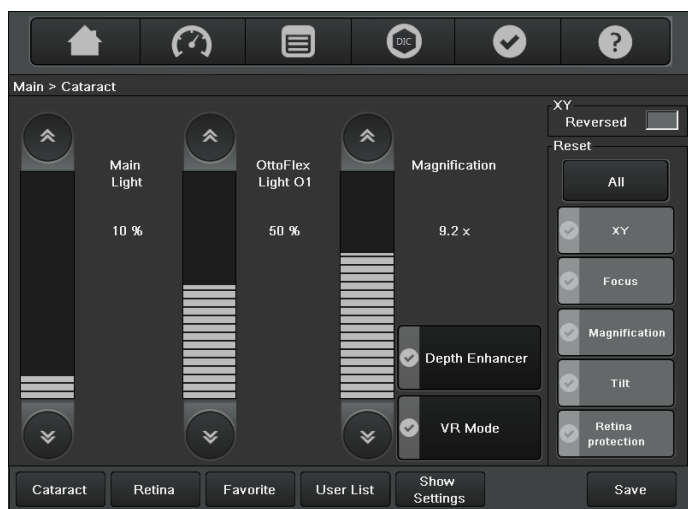 DIC
?
Main > Cataract
XY
Reversed
Reset
Main
Light
10 %
OttoFlex
Light O1
50 %
Magnification
9.2 x
All
XY
Focus
Magnification
Tilt
Retina
protection
Depth Enhancer
VR Mode
Cataract
Retina
Favorite
User List
Show
Settings
Save